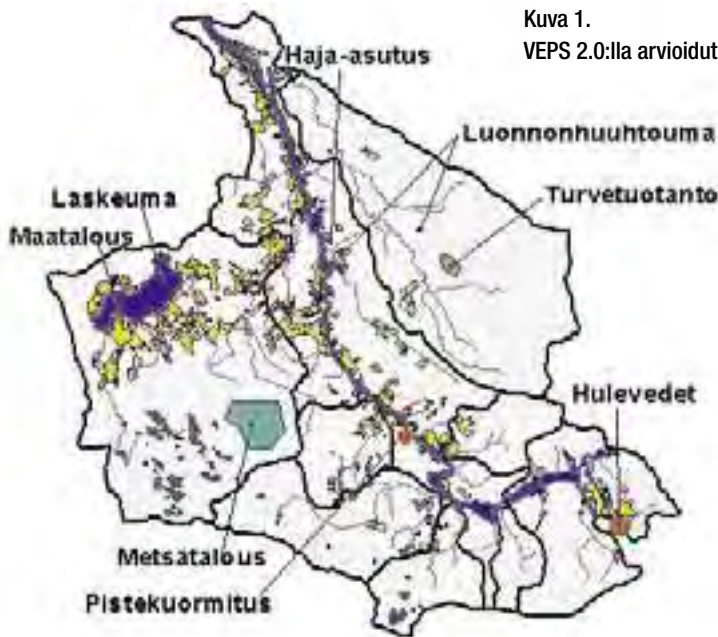 Kuva 1.
VEPS 2.0:lla arvioidut
Haja-asutus
Luonnonhuuhtouma
Turvetuotanto
Laskeuma
Maatalous
Hulevedet
Metsätalous
Pistekuormitus